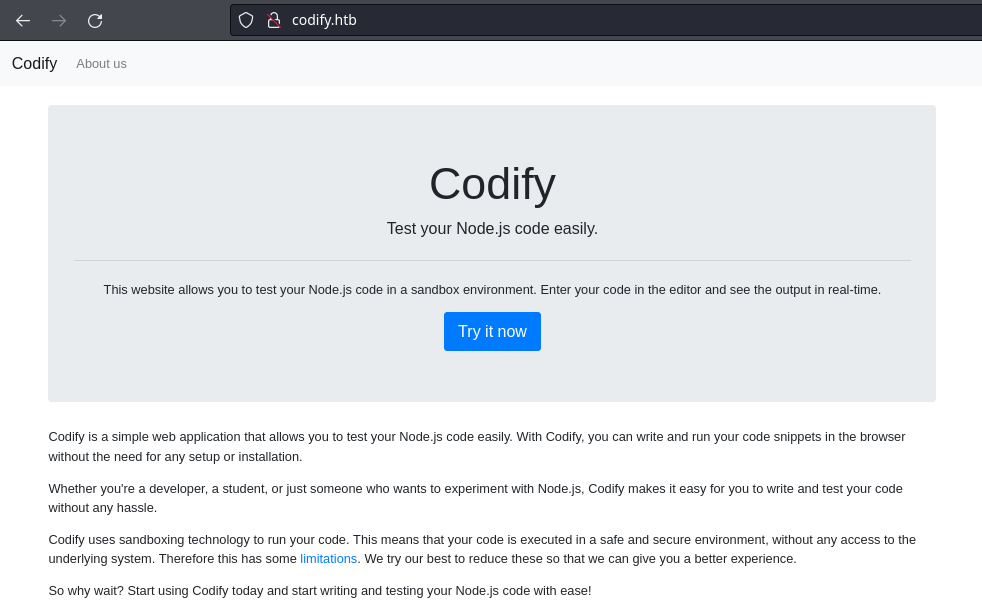 codify.htb
Codify About us
Codify
Test your Node.js code easily.
This website allows you to test your Node.js code in a sandbox environment. Enter your code in the editor and see the output in real-time.
Try it now
Codify is a simple web application that allows you to test your Node.js code easily. With Codify, you can write and run your code snippets in the browser
without the need for any setup or installation.
Whether you're a developer, a student, or just someone who wants to experiment with Node.js, Codify makes it easy for you to write and test your code
without any hassle.
Codify uses sandboxing technology to run your code. This means that your code is executed in a safe and secure environment, without any access to the
underlying system. Therefore this has some limitations. We try our best to reduce these so that we can give you a better experience.
So why wait? Start using Codify today and start writing and testing your Node.js code with ease!